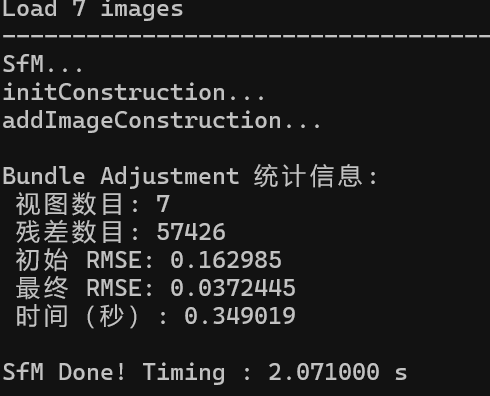 Load 7 images
-----------------------------------
SfM...
initConstruction...
addImageConstruction...
Bundle Adjustment 统计信息:
视图数目: 7
残差数目: 57426
初始 RMSE: 0.162985
最终 RMSE: 0.0372445
时间 (秒) : 0.349019
SfM Done! Timing : 2.071000 s